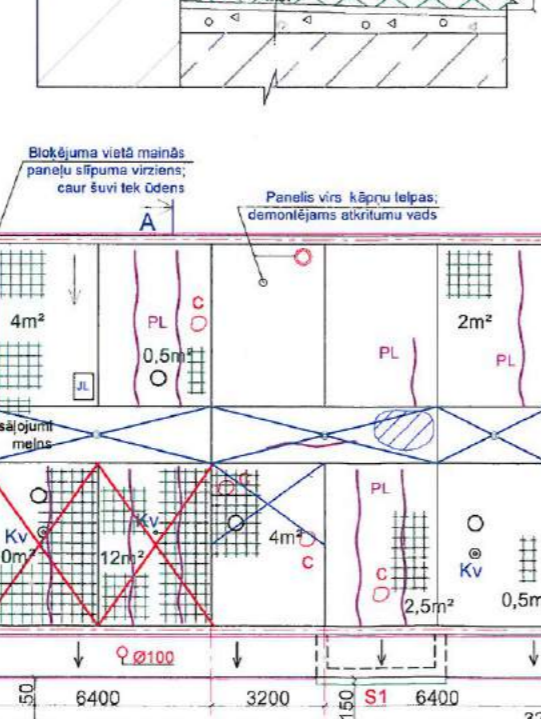 Bloķējuma vietā mainās
paneļu slīpuma virziens;
caur šuvi tek ūdens
A
Panelis virs kāpņu telpas;
demontējams atkritumu vads
4m²
PL
C
0,5m²
PL
PL
2m²
JL
melns
C
PL
Kv
Kv
4m²
Kv
0m²
12m²
C
C
2,5m²
0,5m
Ø100
50
6400
3200
150
S1
6400